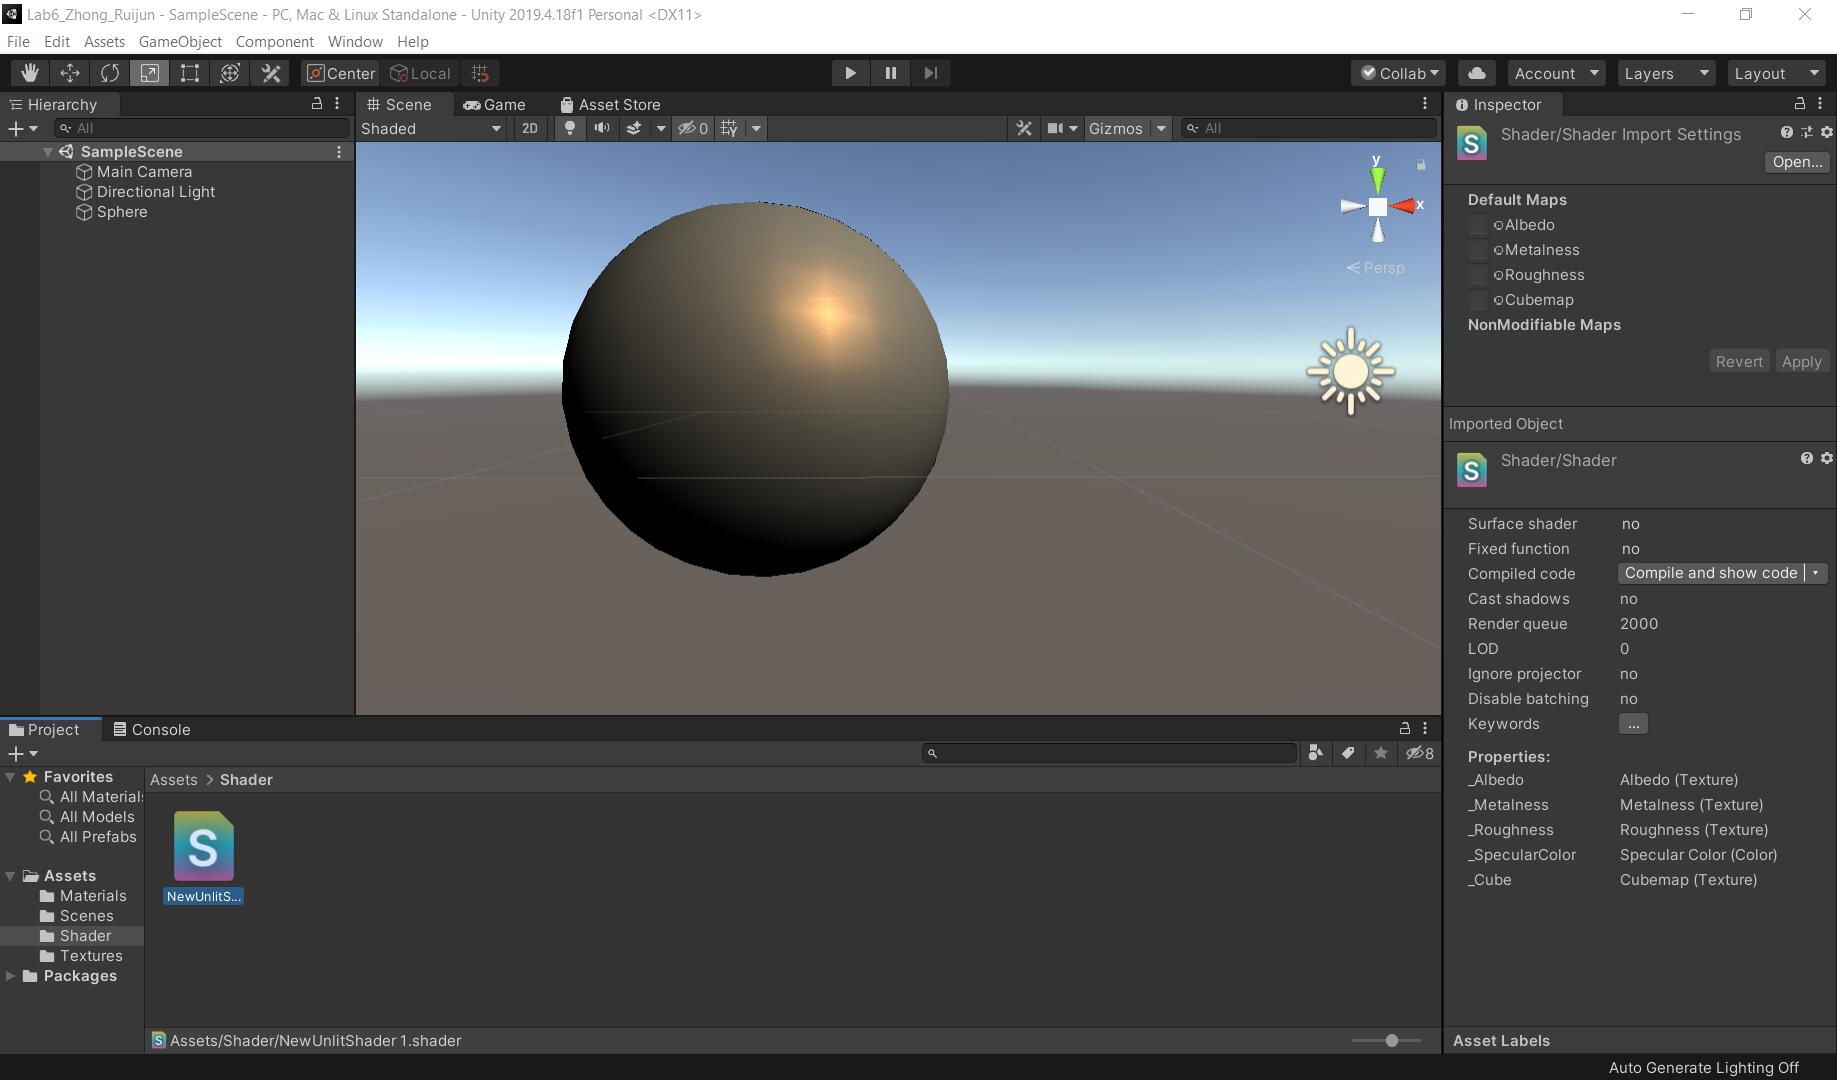 Lab6_Zhong_Ruijun - SampleScene - PC, Mac & Linux Standalone - Unity 2019.4.18f1 Personal <DX11>
File Edit Assets GameObject Component Window Help
Center Local Collab Account Layers Layout
Hierarchy
All
SampleScene
Main Camera
Directional Light
Sphere
Scene Game Asset Store
Shaded 2D 0 Gizmos All
y
x
Persp
Inspector
Shader/Shader Import Settings
Open...
Default Maps
Albedo
Metalness
Roughness
Cubemap
NonModifiable Maps
Revert Apply
Imported Object
Shader/Shader
Surface shader no
Fixed function no
Compiled code Compile and show code
Cast shadows no
Render queue 2000
LOD 0
Ignore projector no
Disable batching no
Keywords ...
Properties:
_Albedo Albedo (Texture)
_Metalness Metalness (Texture)
_Roughness Roughness (Texture)
_SpecularColor Specular Color (Color)
_Cube Cubemap (Texture)
Asset Labels
Project Console
8
Favorites
All Material
All Models
All Prefabs
Assets
Materials
Scenes
Shader
Textures
Packages
Assets > Shader
S
NewUnlitS...
Assets/Shader/NewUnlitShader 1.shader
Auto Generate Lighting Off